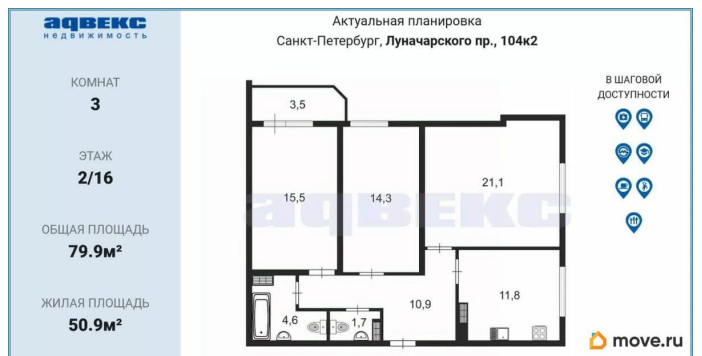 адвекс
недвижимость
КОМНАТ
3
ЭТАЖ
2/16
ОБЩАЯ ПЛОЩАДЬ
79.9м²
ЖИЛАЯ ПЛОЩАДЬ
50.9м²
Актуальная планировка
Санкт-Петербург, Луначарского пр., 104к2
3,5
15,5
14,3
21,1
адвекс
4,6
1,7
10,9
11,8
В ШАГОВОЙ
ДОСТУПНОСТИ
move.ru